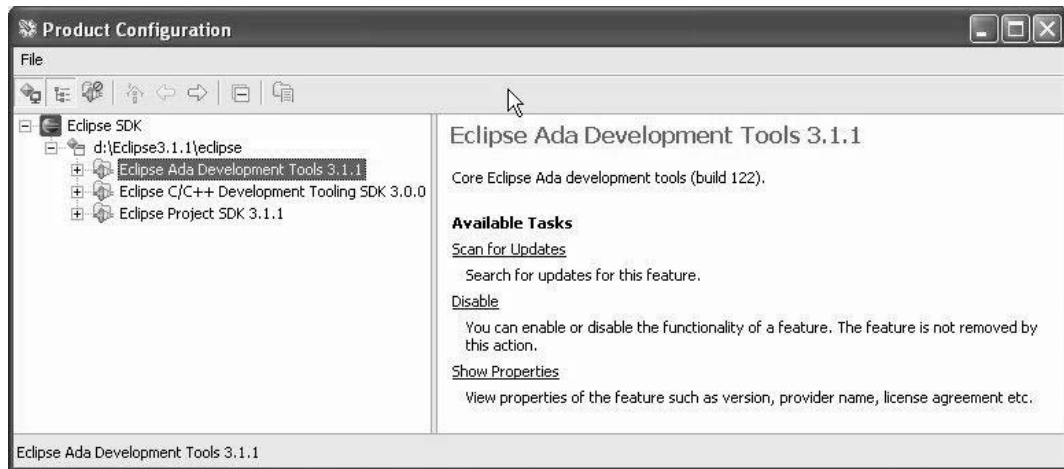 Product Configuration
File
Eclipse SDK
d:\Eclipse3.1.1\eclipse
Eclipse Ada Development Tools 3.1.1
Eclipse C/C++ Development Tooling SDK 3.0.0
Eclipse Project SDK 3.1.1
Eclipse Ada Development Tools 3.1.1
Core Eclipse Ada development tools (build 122).
Available Tasks
Scan for Updates
Search for updates for this feature.
Disable
You can enable or disable the functionality of a feature. The feature is not removed by
this action.
Show Properties
View properties of the feature such as version, provider name, license agreement etc.
Eclipse Ada Development Tools 3.1.1